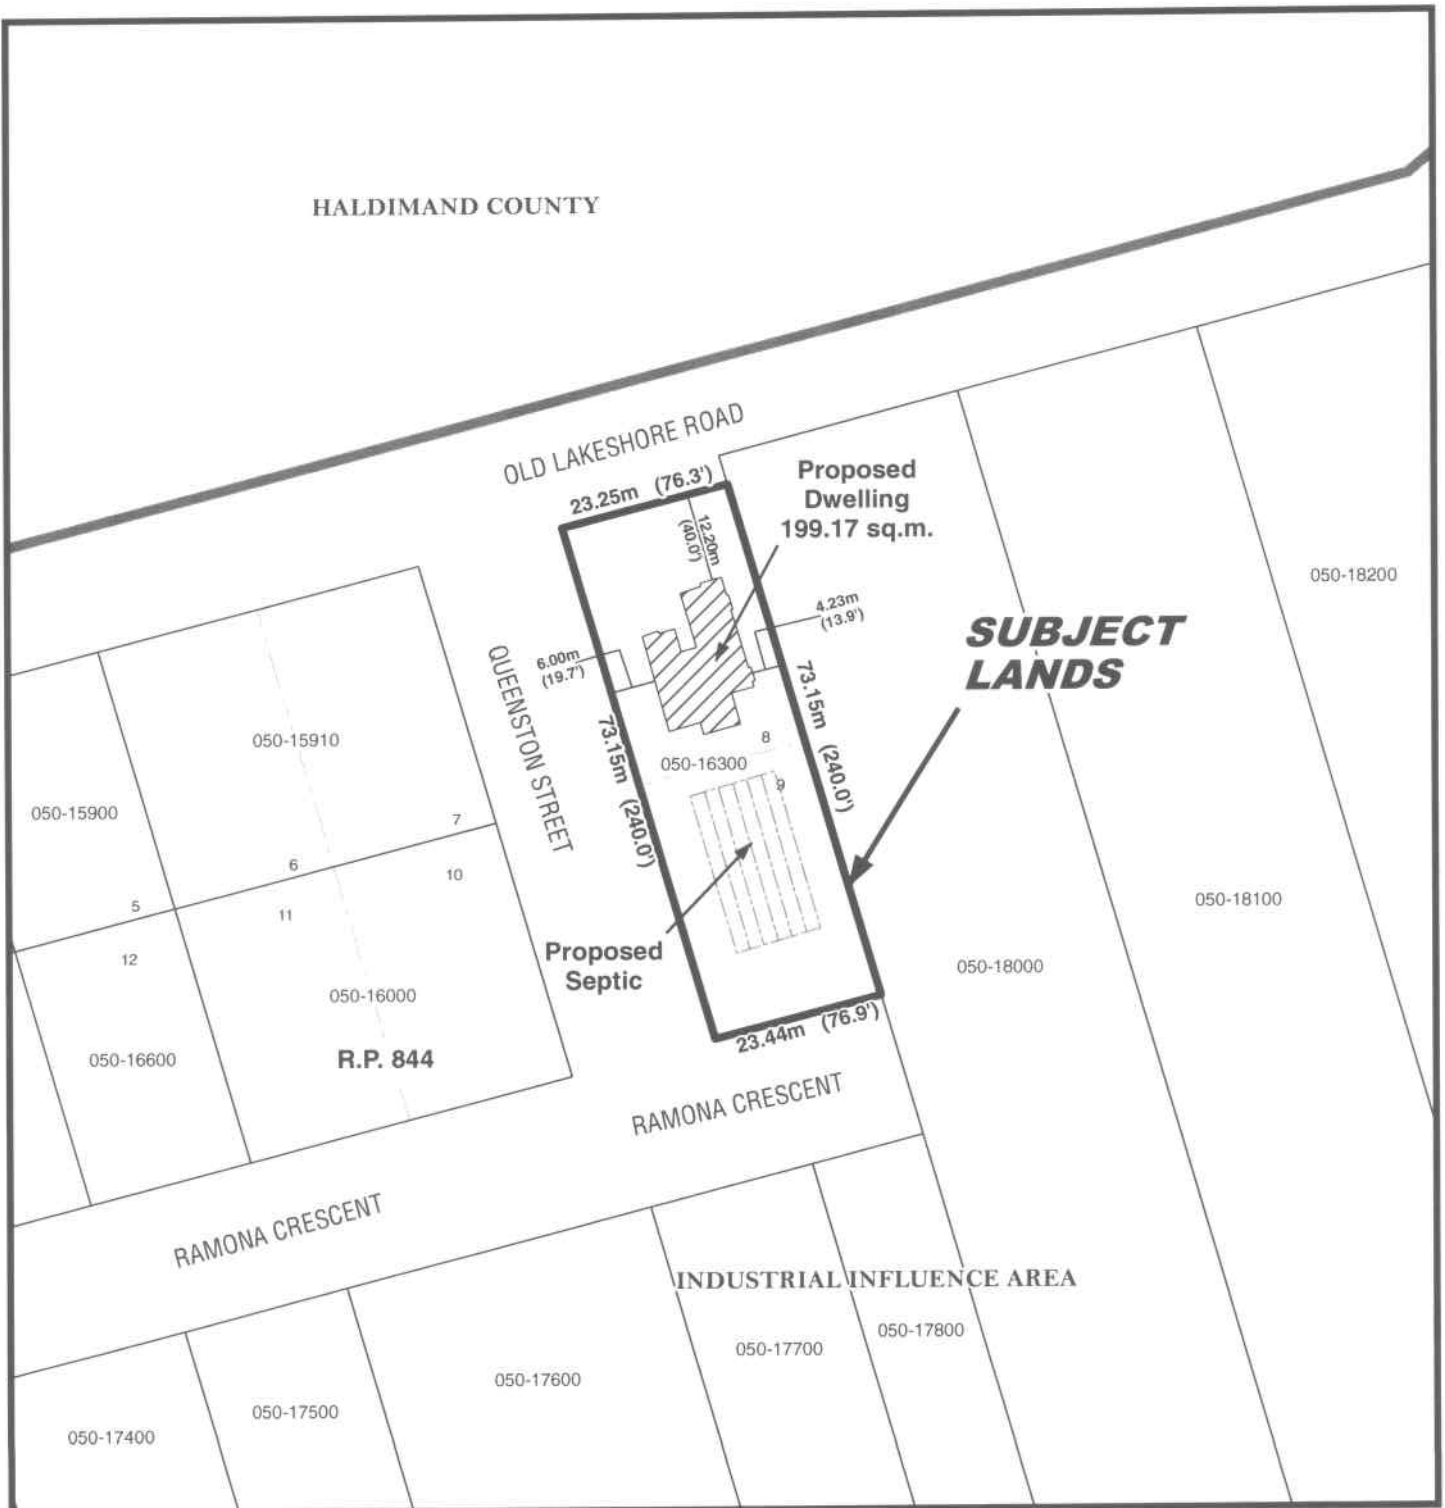 HALDIMAND COUNTY
OLD LAKESHORE ROAD
23.25m (76.3')
Proposed
Dwelling
199.17 sq.m.
12.20m
(40.0')
050-18200
4.23m
(13.9')
SUBJECT
LANDS
6.00m
(19.7')
QUEENSTON STREET
73.15m (240.0')
73.15m (240.0')
050-15910
8
050-16300
9
050-15900
7
6
10
5
11
12
050-18100
Proposed
Septic
050-18000
050-16000
23.44m (76.9')
050-16600
R.P. 844
RAMONA CRESCENT
RAMONA CRESCENT
INDUSTRIAL INFLUENCE AREA
050-17800
050-17700
050-17600
050-17500
050-17400